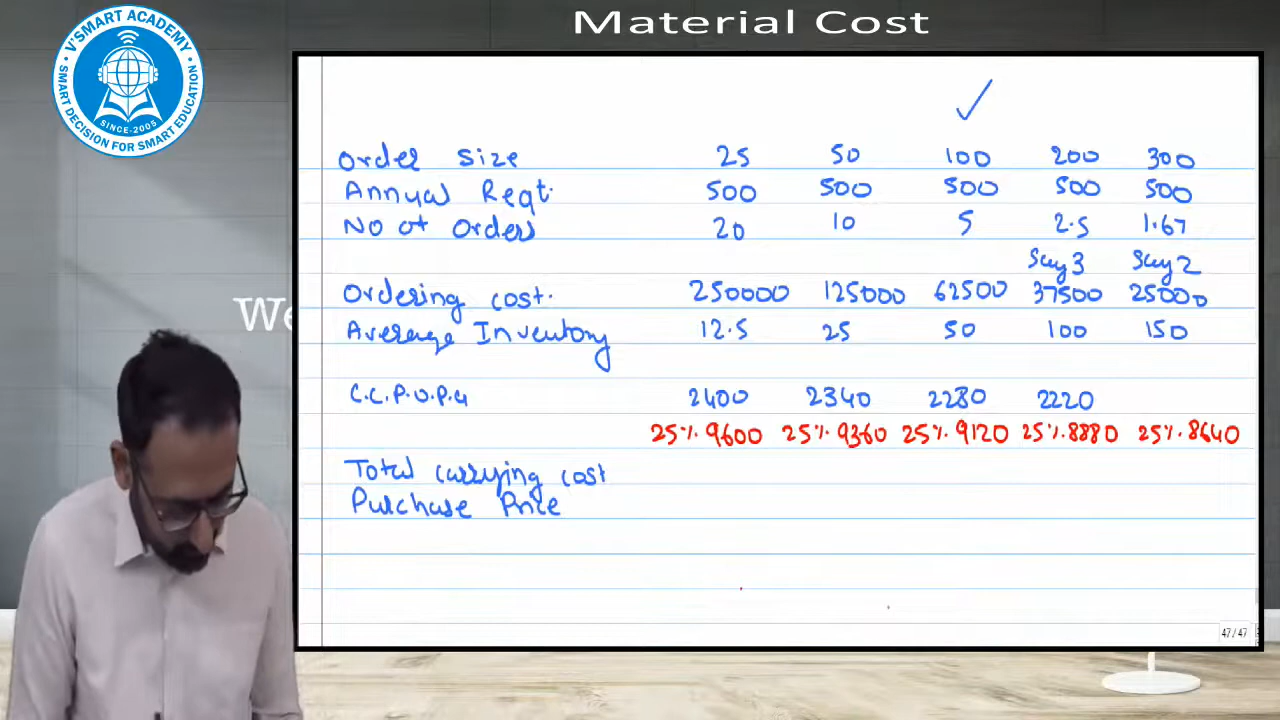 Material Cost
V'SMART ACADEMY
SMART DECISION FOR SMART EDUCATION
SINCE-2005
We
Order size 25 50 100 200 300
Annual Reqt. 500 500 500 500 500
No of Orders 20 10 5 2.5 1.67
Say 3 Say 2
Ordering cost. 250000 125000 62500 37500 25000
Average Inventory 12.5 25 50 100 150
C.C.P.U.P.a 2400 2340 2280 2220
25%.9600 25%.9360 25%.9120 25%.8880 25%.8640
Total carrying cost
Purchase Price
47/47